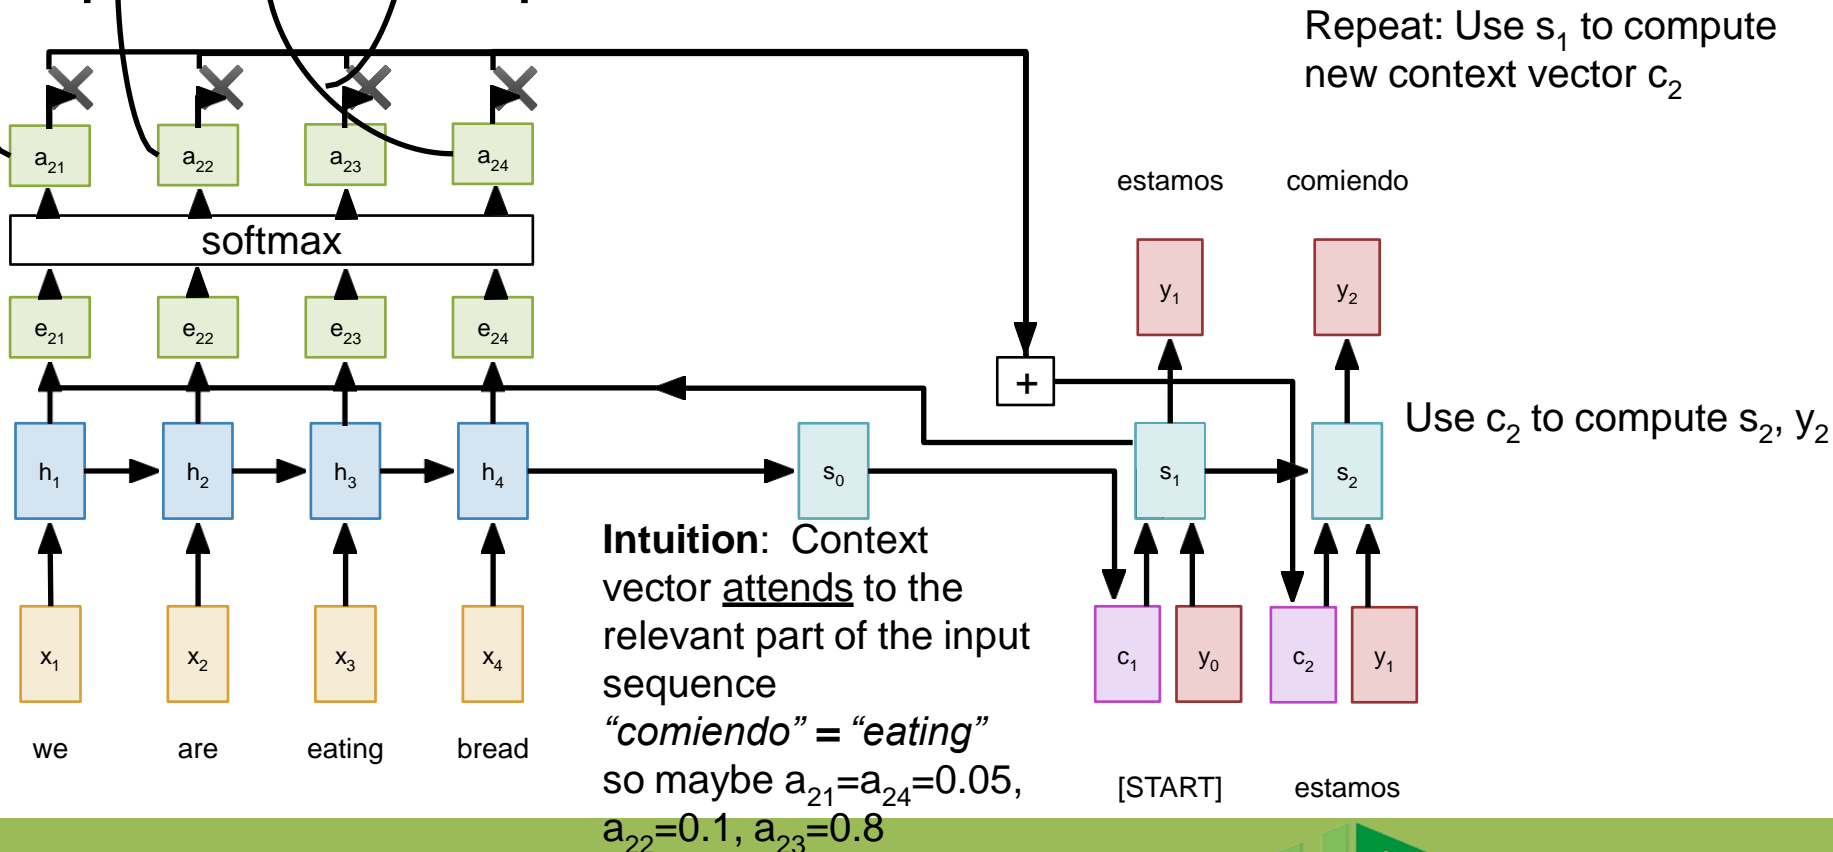 Repeat: Use s₁ to compute
new context vector c₂
a₂₁ a₂₂ a₂₃ a₂₄
estamos comiendo
softmax
y₁ y₂
e₂₁ e₂₂ e₂₃ e₂₄
+
Use c₂ to compute s₂, y₂
h₁ h₂ h₃ h₄ s₀ s₁ s₂
Intuition: Context
vector attends to the
relevant part of the input
sequence
“comiendo” = “eating”
so maybe a₂₁=a₂₄=0.05,
a₂₂=0.1, a₂₃=0.8
x₁ x₂ x₃ x₄
c₁ y₀ c₂ y₁
we are eating bread
[START] estamos